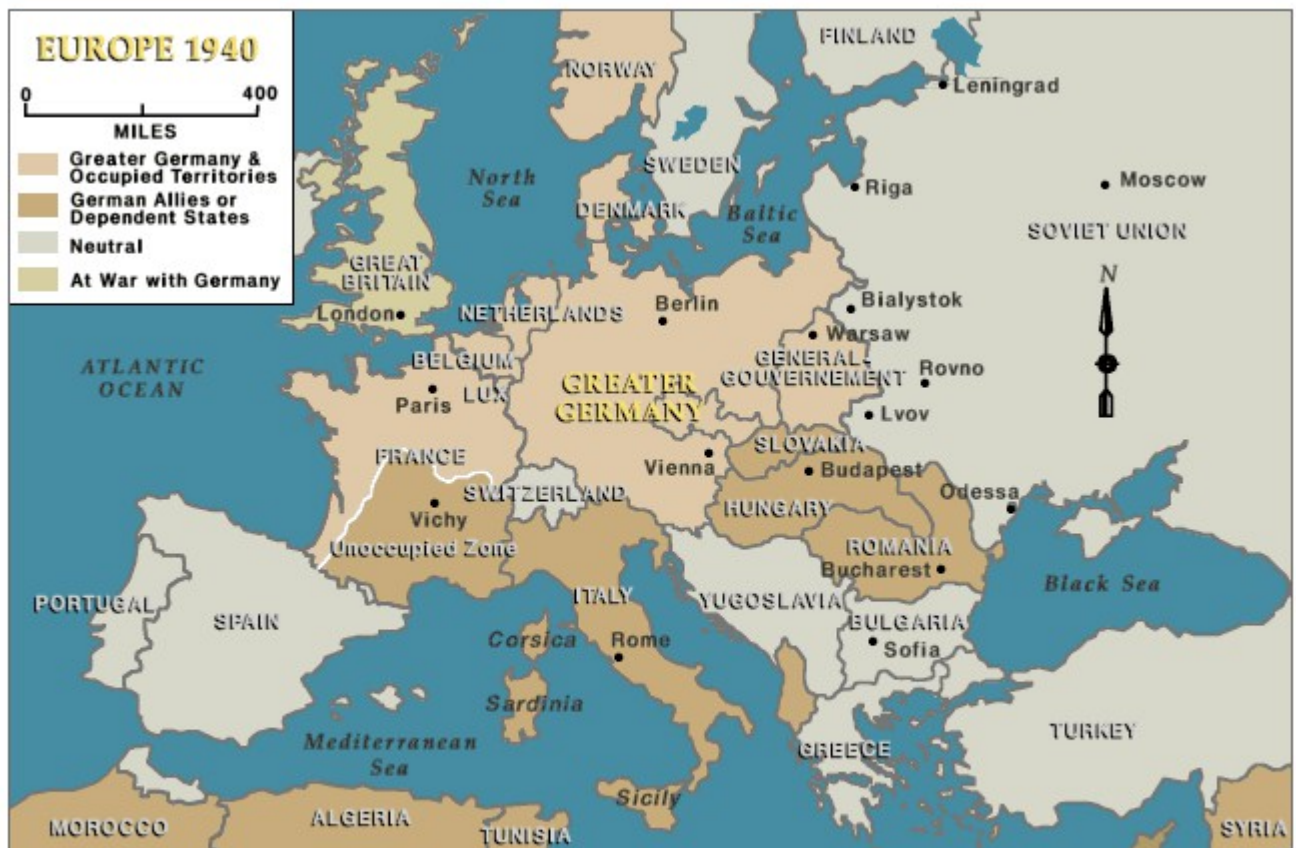 EUROPE 1940
0 400
MILES
Greater Germany &
Occupied Territories
German Allies or
Dependent States
Neutral
At War with Germany
FINLAND
NORWAY
Leningrad
SWEDEN
North
Sea
Riga
Moscow
DENMARK
Baltic
Sea
SOVIET UNION
GREAT
BRITAIN
N
London
NETHERLANDS
Berlin
Bialystok
Warsaw
ATLANTIC
OCEAN
BELGIUM
GENERAL-
GOUVERNEMENT
Rovno
LUX
Paris
GREATER
GERMANY
Lvov
FRANCE
SLOVAKIA
Vienna
Budapest
SWITZERLAND
Vichy
Odessa
HUNGARY
Unoccupied Zone
ROMANIA
Bucharest
Black Sea
PORTUGAL
SPAIN
ITALY
YUGOSLAVIA
BULGARIA
Sofia
Corsica
Rome
Sardinia
Mediterranean
Sea
TURKEY
GREECE
Sicily
MOROCCO
ALGERIA
TUNISIA
SYRIA